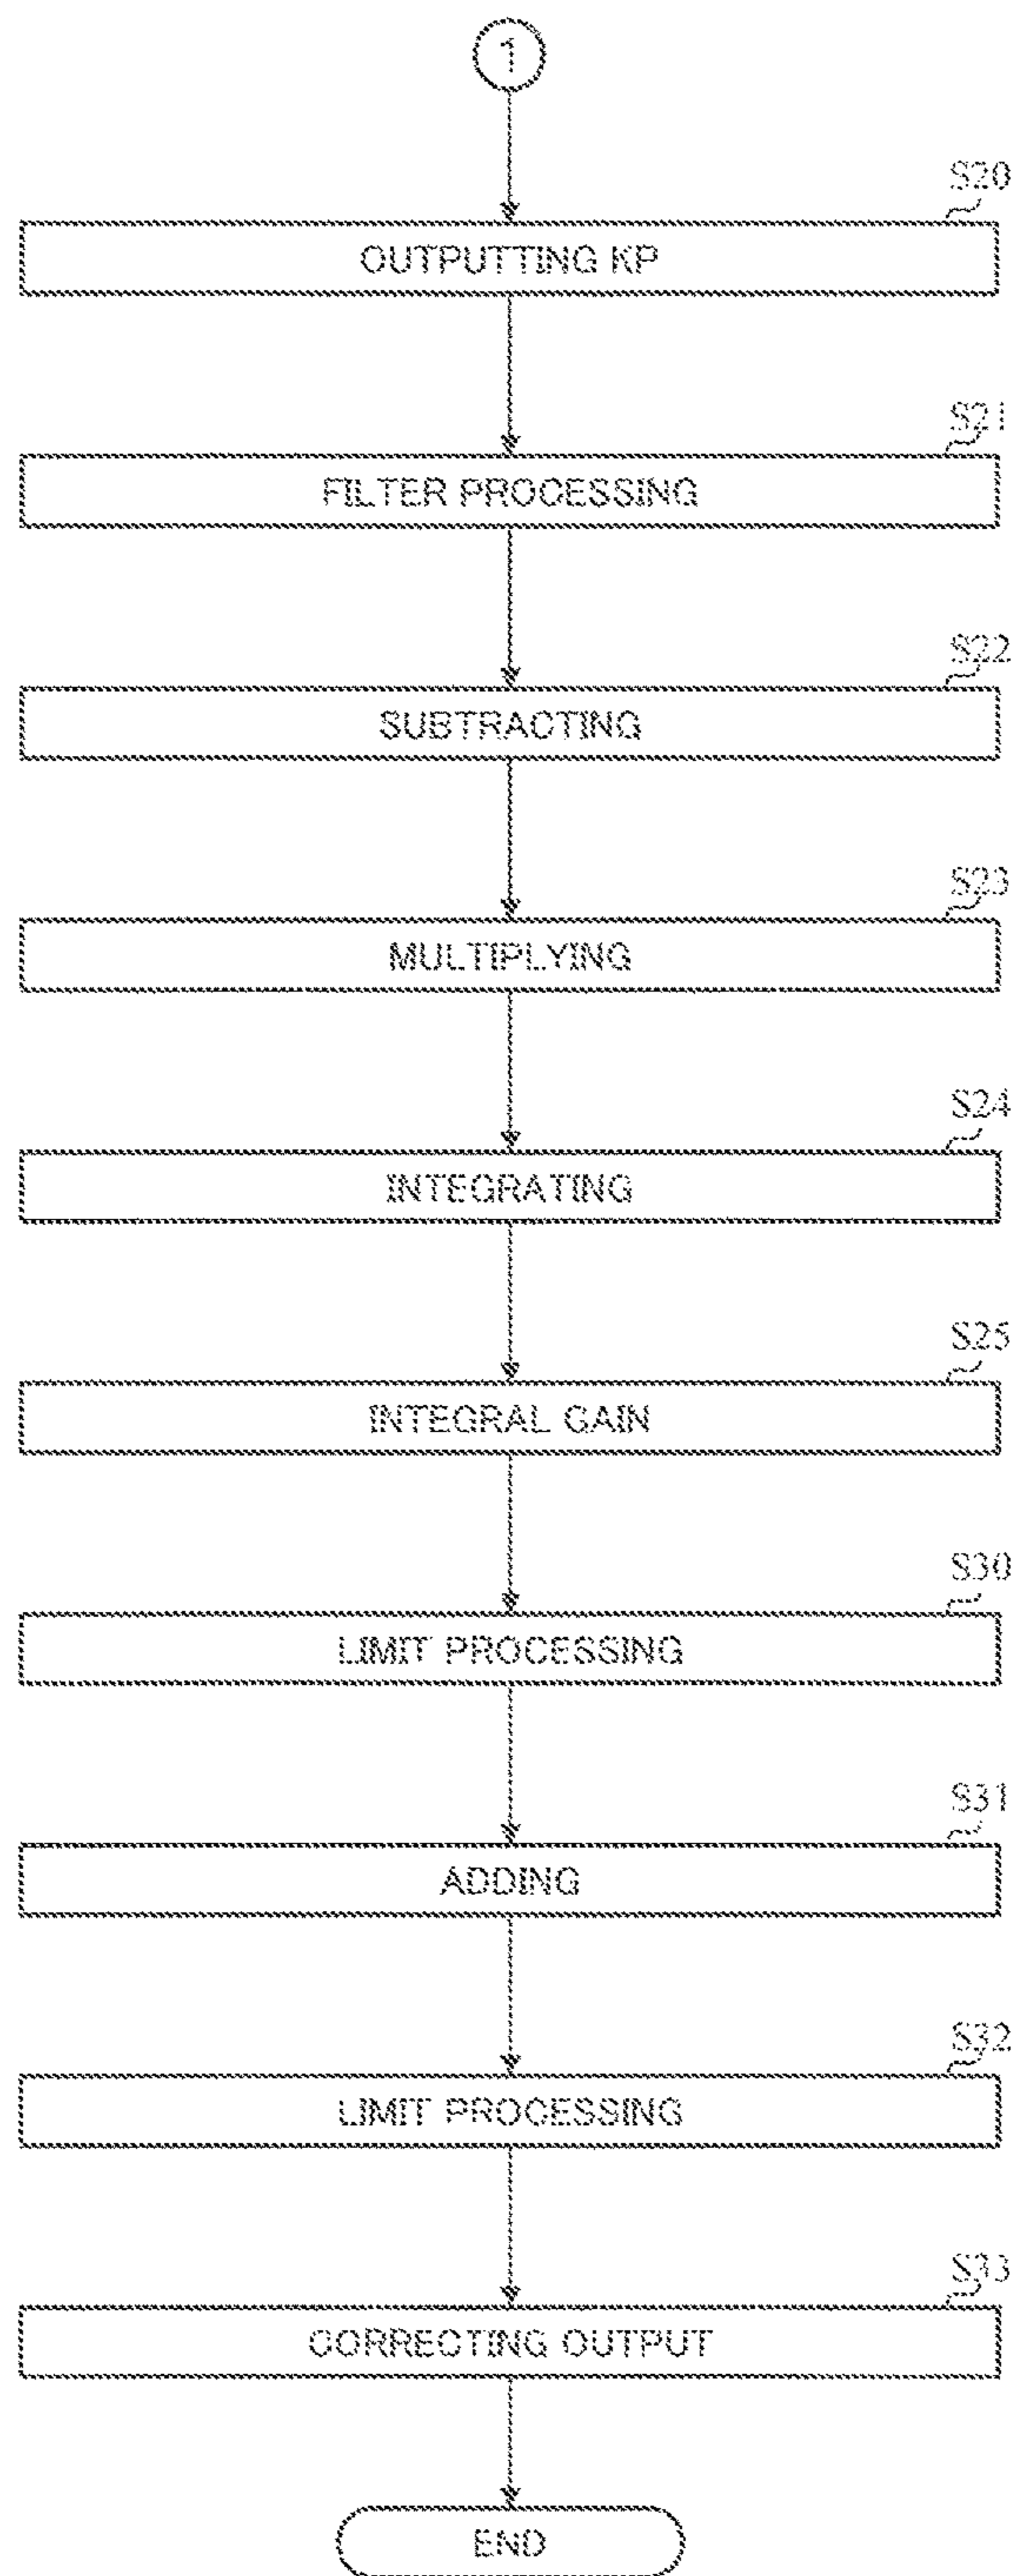 1
S20
OUTPUTTING KP
S21
FILTER PROCESSING
S22
SUBTRACTING
S23
MULTIPLYING
S24
INTEGRATING
S25
INTEGRAL GAIN
S30
LIMIT PROCESSING
S31
ADDING
S32
LIMIT PROCESSING
S33
CORRECTING OUTPUT
END